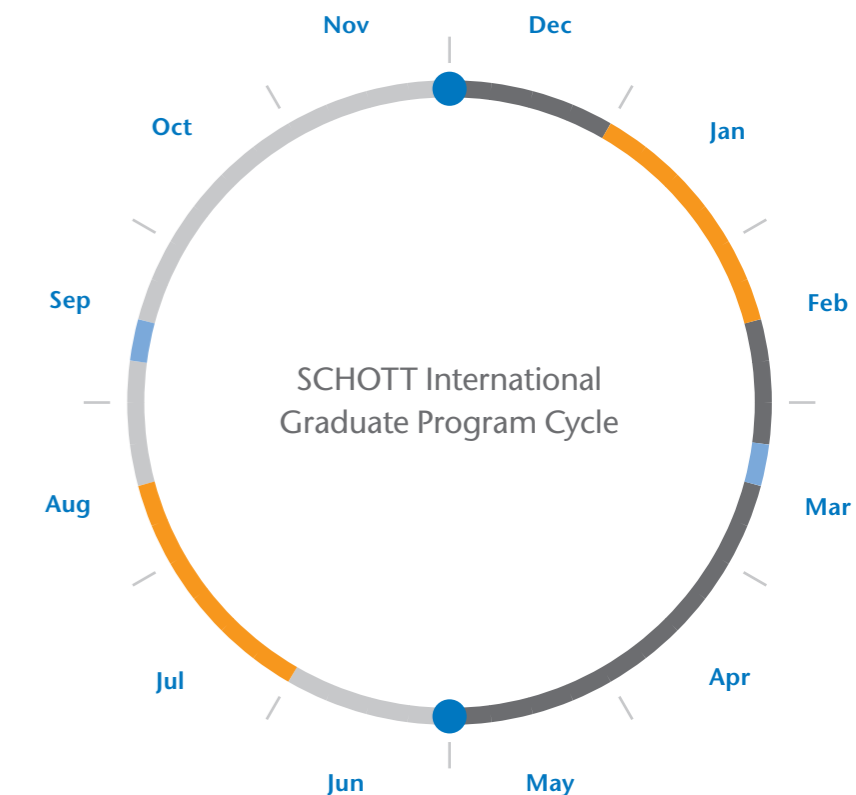 Nov
Dec
Oct
Jan
Sep
Feb
SCHOTT International
Graduate Program Cycle
Aug
Mar
Jul
Apr
Jun
May